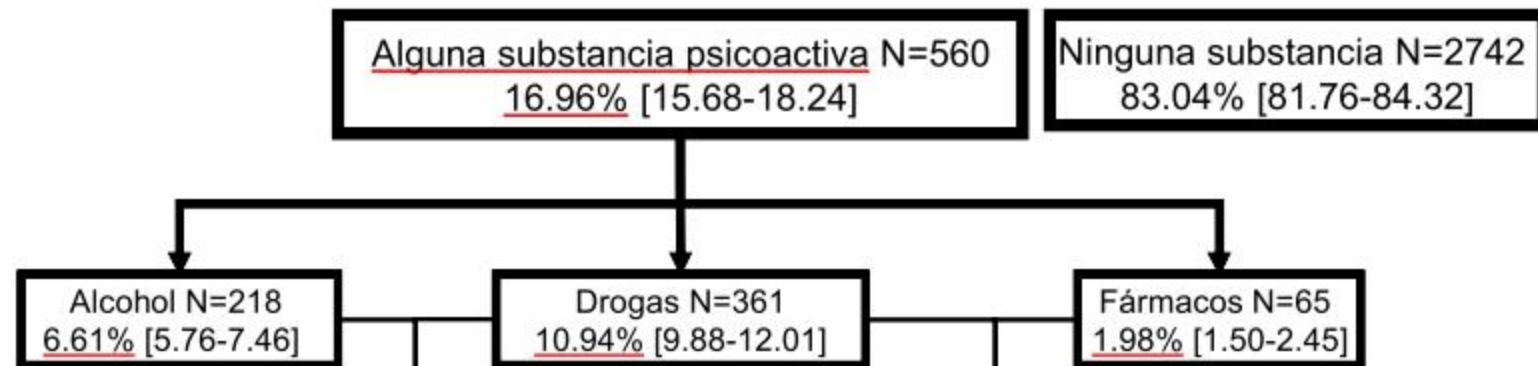 Alguna substancia psicoactiva N=560
16.96% [15.68-18.24]
Ninguna substancia N=2742
83.04% [81.76-84.32]
Alcohol N=218
6.61% [5.76-7.46]
Drogas N=361
10.94% [9.88-12.01]
Fármacos N=65
1.98% [1.50-2.45]